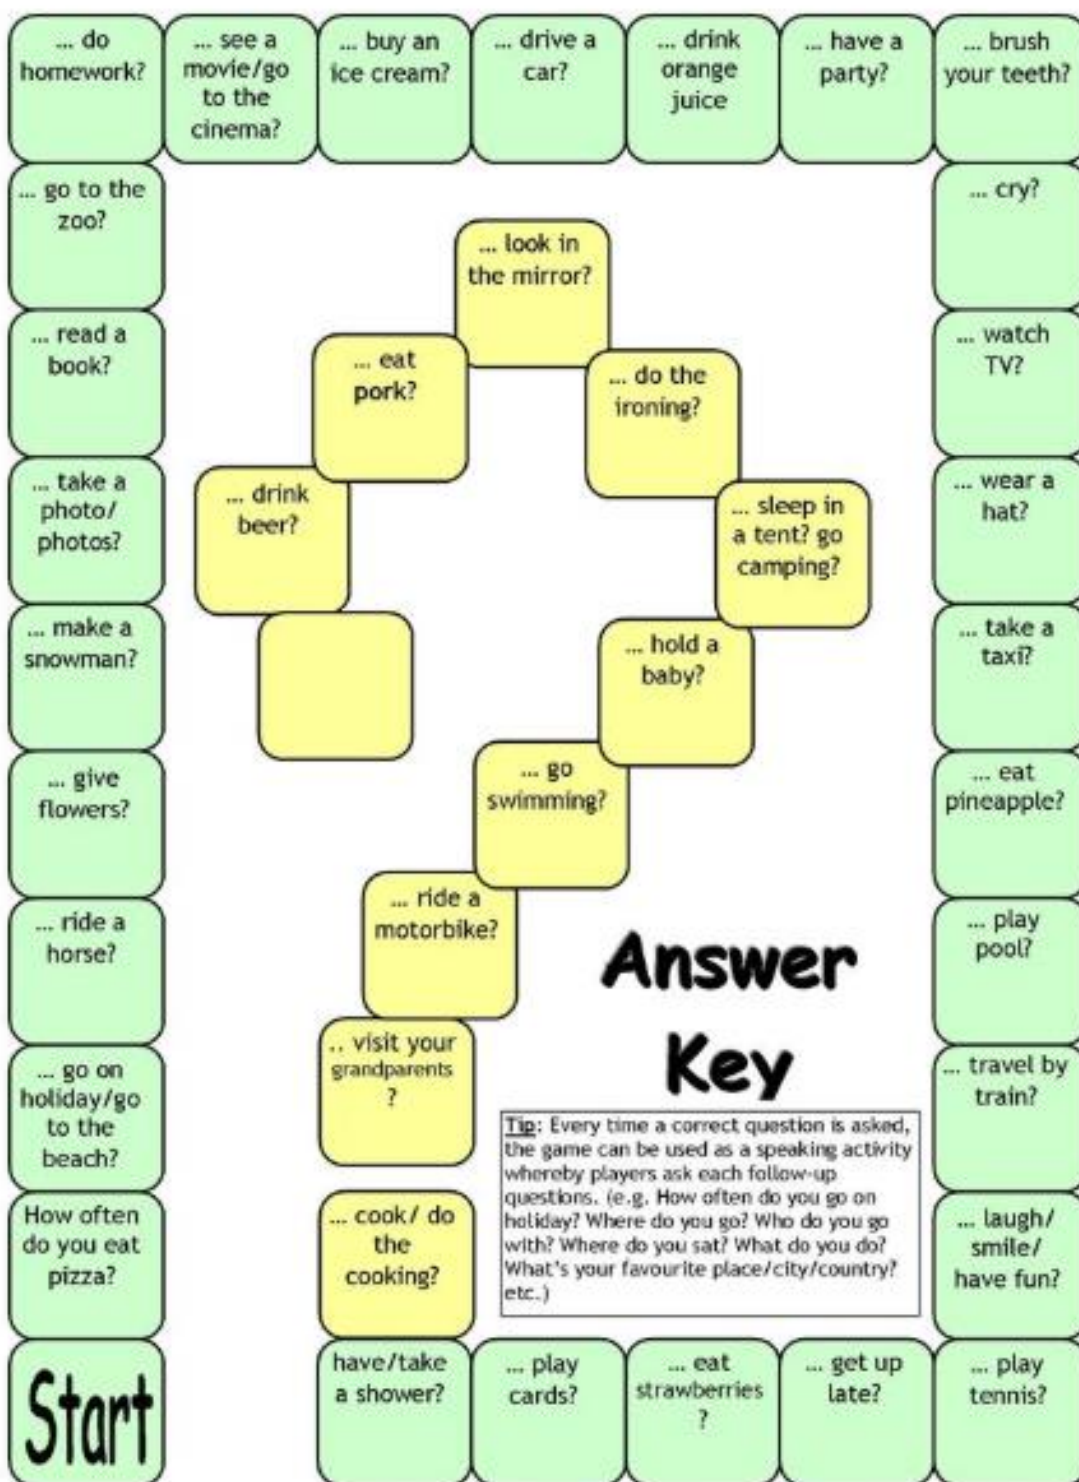 ... do
homework?
... see a
movie/go
to the
cinema?
... buy an
ice cream?
... drive a
car?
... drink
orange
juice
... have a
party?
... brush
your teeth?
... go to the
zoo?
... cry?
... look in
the mirror?
... read a
book?
... watch
TV?
... eat
pork?
... do the
ironing?
... take a
photo/
photos?
... drink
beer?
... sleep in
a tent? go
camping?
... wear a
hat?
... make a
snowman?
... hold a
baby?
... take a
taxi?
... give
flowers?
... go
swimming?
... eat
pineapple?
... ride a
horse?
... ride a
motorbike?
... play
pool?
Answer
Key
... go on
holiday/go
to the
beach?
.. visit your
grandparents
?
... travel by
train?
Tip: Every time a correct question is asked,
the game can be used as a speaking activity
whereby players ask each follow-up
questions. (e.g. How often do you go on
holiday? Where do you go? Who do you go
with? Where do you sat? What do you do?
What's your favourite place/city/country?
etc.)
How often
do you eat
pizza?
... cook/ do
the
cooking?
... laugh/
smile/
have fun?
Start
have/take
a shower?
... play
cards?
... eat
strawberries
?
... get up
late?
... play
tennis?